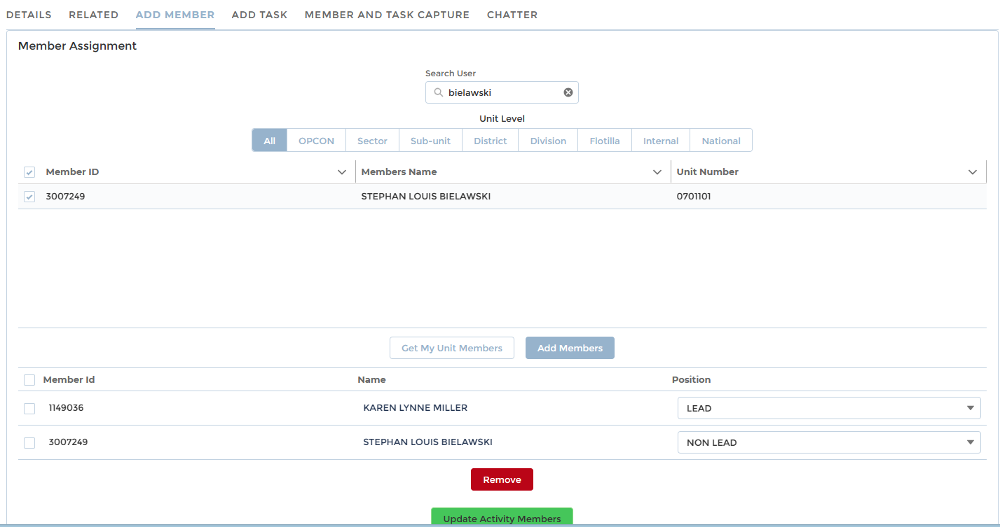 DETAILS RELATED ADD MEMBER ADD TASK MEMBER AND TASK CAPTURE CHATTER
Member Assignment
Search User
bielawski
Unit Level
All OPCON Sector Sub-unit District Division Flotilla Internal National
Member ID Members Name Unit Number
3007249 STEPHAN LOUIS BIELAWSKI 0701101
Get My Unit Members Add Members
Member Id Name Position
1149036 KAREN LYNNE MILLER LEAD
3007249 STEPHAN LOUIS BIELAWSKI NON LEAD
Remove
Update Activity Members